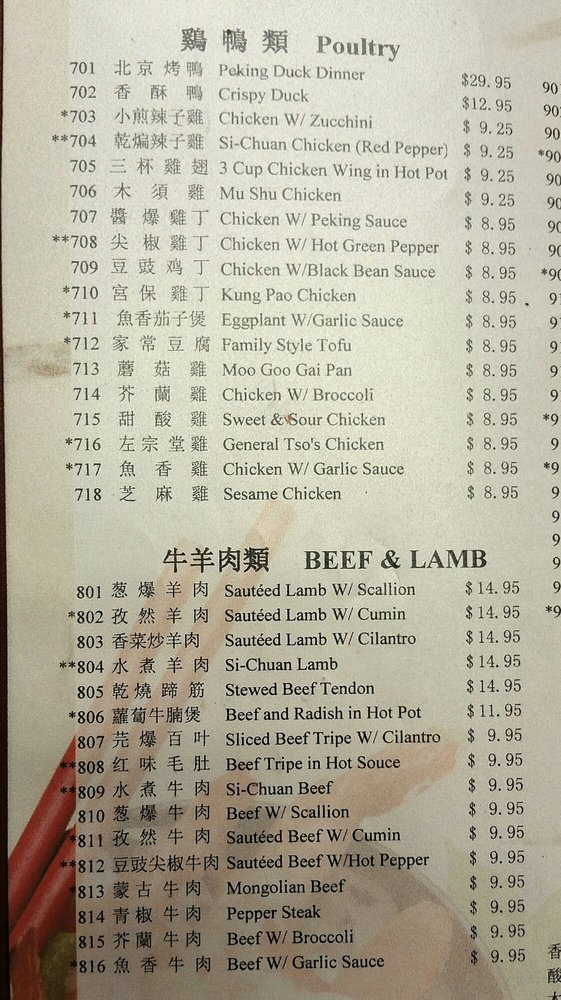 鷄 鴨 類 Poultry
701 北京烤鴨 Peking Duck Dinner $29.95
702 香酥鴨 Crispy Duck $12.95
*703 小煎辣子雞 Chicken W/ Zucchini $ 9.25
**704 乾煸辣子雞 Si-Chuan Chicken (Red Pepper) $ 9.25
705 三杯雞翅 3 Cup Chicken Wing in Hot Pot $ 9.25
706 木須雞 Mu Shu Chicken $ 9.25
707 醬爆雞丁 Chicken W/ Peking Sauce $ 8.95
**708 尖椒雞丁 Chicken W/ Hot Green Pepper $ 8.95
709 豆豉鸡丁 Chicken W/Black Bean Sauce $ 8.95
*710 宮保雞丁 Kung Pao Chicken $ 8.95
*711 魚香茄子煲 Eggplant W/Garlic Sauce $ 8.95
*712 家常豆腐 Family Style Tofu $ 8.95
713 蘑菇雞 Moo Goo Gai Pan $ 8.95
714 芥蘭雞 Chicken W/ Broccoli $ 8.95
715 甜酸雞 Sweet & Sour Chicken $ 8.95
*716 左宗堂雞 General Tso's Chicken $ 8.95
*717 魚香雞 Chicken W/ Garlic Sauce $ 8.95
718 芝麻雞 Sesame Chicken $ 8.95
牛羊肉類 BEEF & LAMB
801 葱爆羊肉 Sautéed Lamb W/ Scallion $14.95
*802 孜然羊肉 Sautéed Lamb W/ Cumin $14.95
803 香菜炒羊肉 Sautéed Lamb W/ Cilantro $14.95
**804 水煮羊肉 Si-Chuan Lamb $14.95
805 乾燒蹄筋 Stewed Beef Tendon $14.95
*806 蘿蔔牛腩煲 Beef and Radish in Hot Pot $11.95
807 芫爆百叶 Sliced Beef Tripe W/ Cilantro $ 9.95
**808 红味毛肚 Beef Tripe in Hot Souce $ 9.95
**809 水煮牛肉 Si-Chuan Beef $ 9.95
810 葱爆牛肉 Beef W/ Scallion $ 9.95
*811 孜然牛肉 Sautéed Beef W/ Cumin $ 9.95
**812 豆豉尖椒牛肉 Sautéed Beef W/Hot Pepper $ 9.95
*813 蒙古牛肉 Mongolian Beef $ 9.95
814 青椒牛肉 Pepper Steak $ 9.95
815 芥蘭牛肉 Beef W/ Broccoli $ 9.95
*816 魚香牛肉 Beef W/ Garlic Sauce $ 9.95